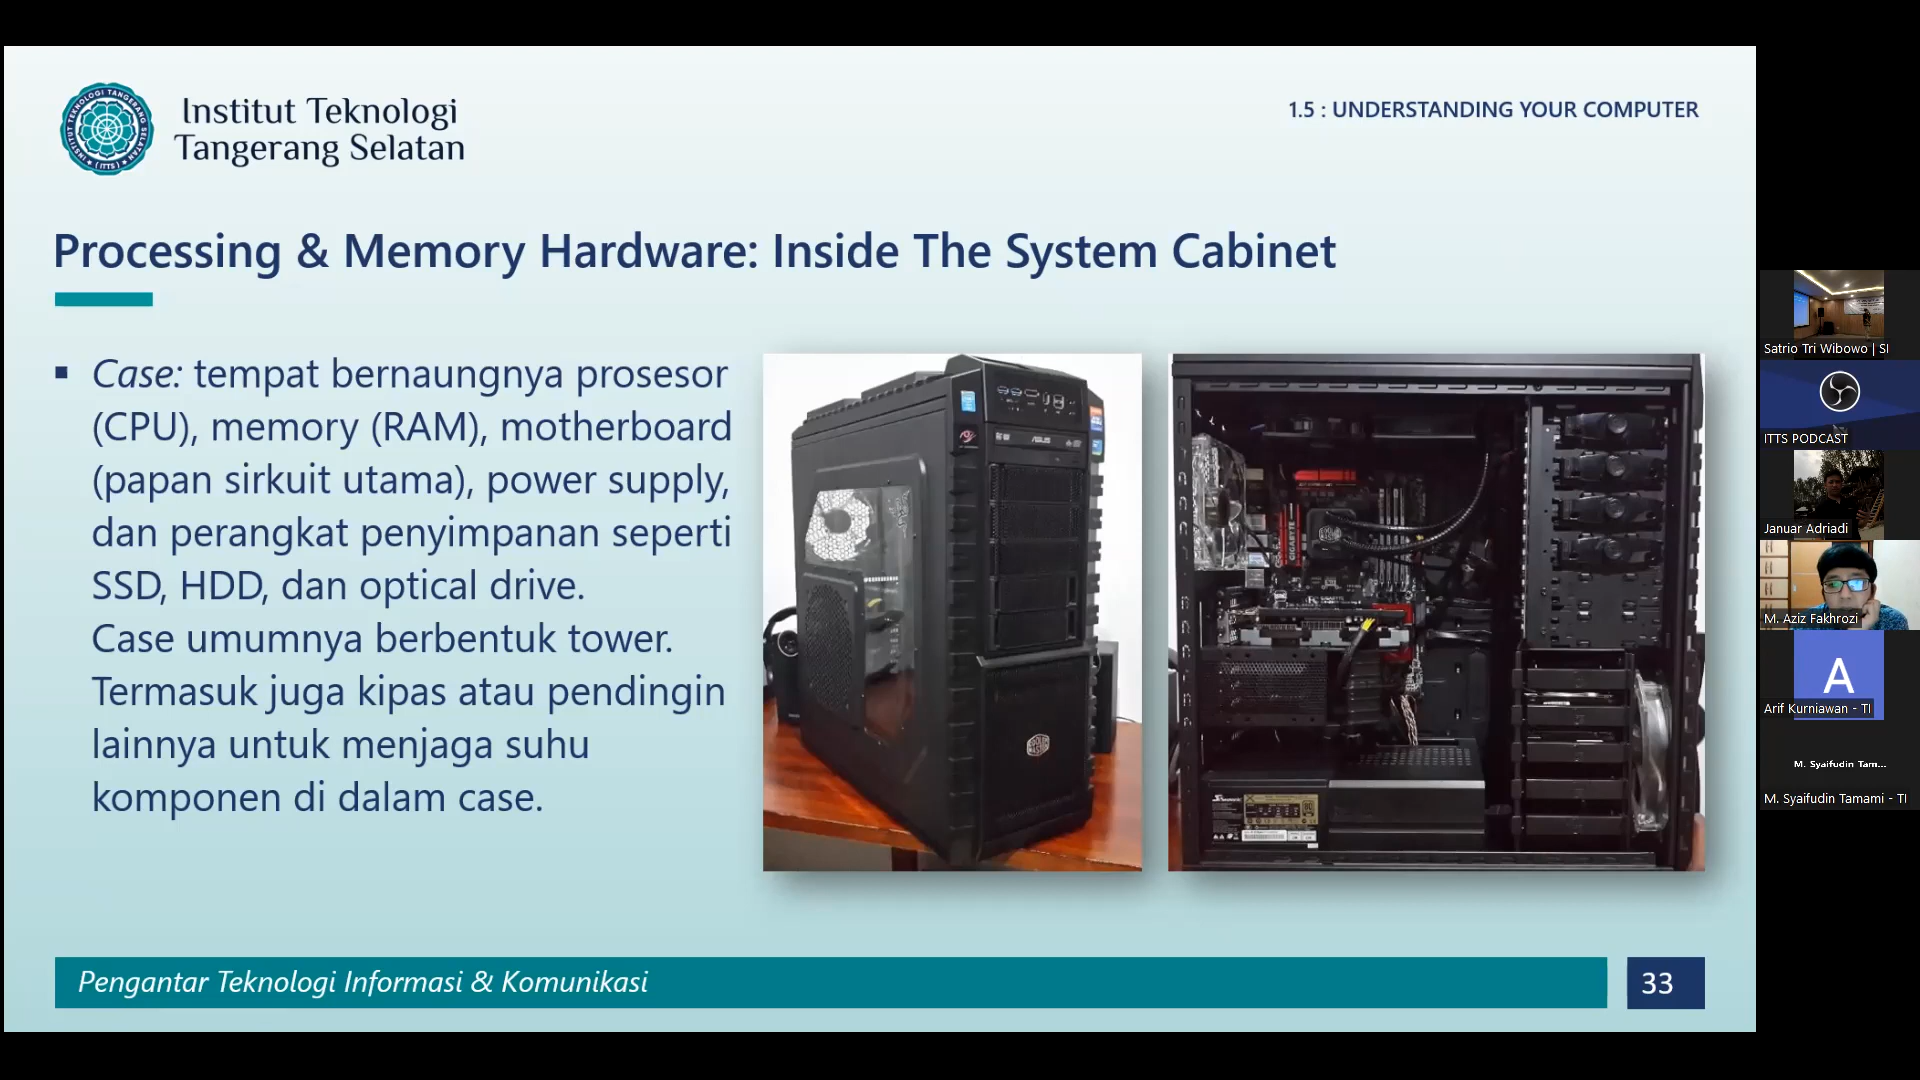 Institut Teknologi
Tangerang Selatan
1.5 : UNDERSTANDING YOUR COMPUTER
Processing & Memory Hardware: Inside The System Cabinet
▪ Case: tempat bernaungnya prosesor
(CPU), memory (RAM), motherboard
(papan sirkuit utama), power supply,
dan perangkat penyimpanan seperti
SSD, HDD, dan optical drive.
Case umumnya berbentuk tower.
Termasuk juga kipas atau pendingin
lainnya untuk menjaga suhu
komponen di dalam case.
ASUS
GIGABYTE
Pengantar Teknologi Informasi & Komunikasi
33
Satrio Tri Wibowo | SI
ITTS PODCAST
Januar Adriadi
M. Aziz Fakhrozi
A
Arif Kurniawan - TI
M. Syaifudin Tam...
M. Syaifudin Tamami - TI